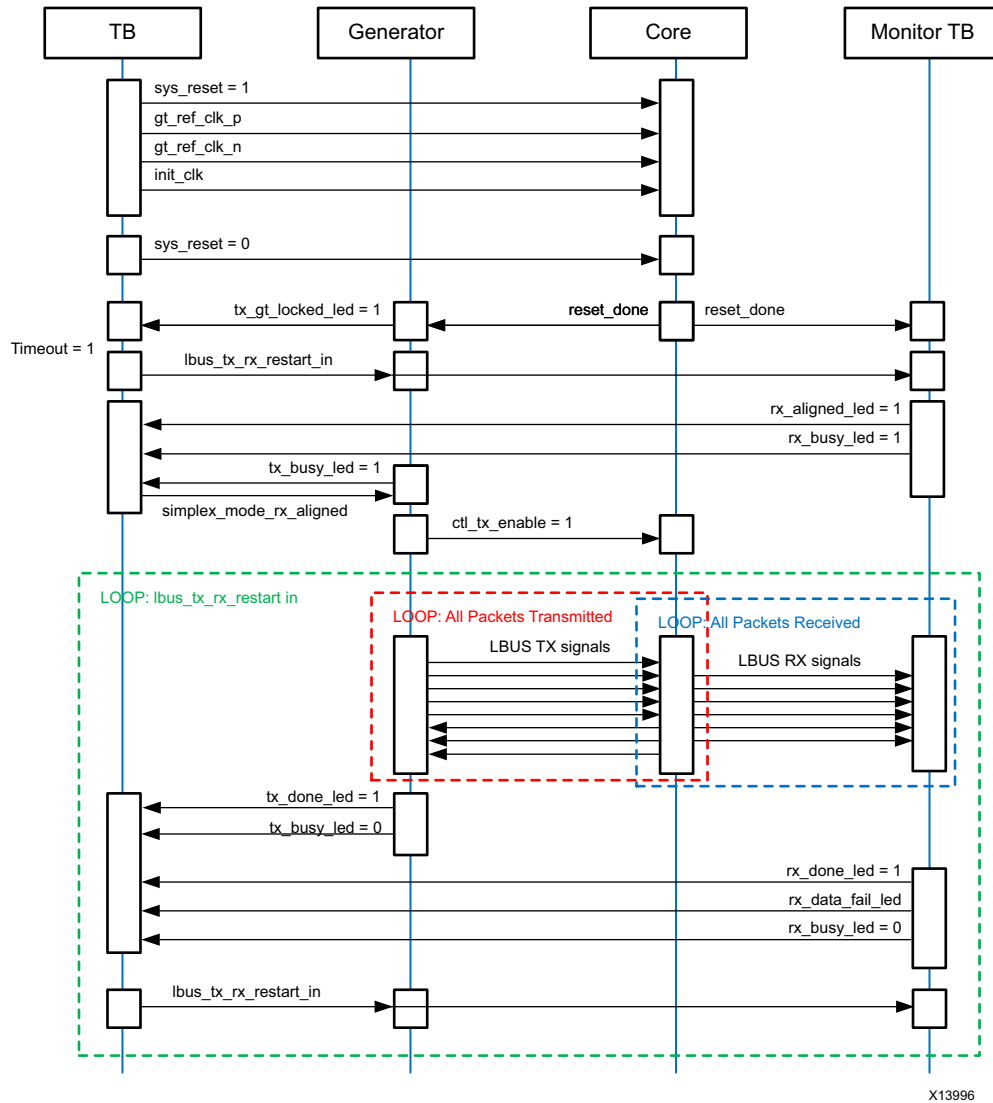 TB
Generator
Core
Monitor TB
sys_reset = 1
gt_ref_clk_p
gt_ref_clk_n
init_clk
sys_reset = 0
tx_gt_locked_led = 1
reset_done
reset_done
Timeout = 1
lbus_tx_rx_restart_in
rx_aligned_led = 1
rx_busy_led = 1
tx_busy_led = 1
simplex_mode_rx_aligned
ctl_tx_enable = 1
LOOP: lbus_tx_rx_restart in
LOOP: All Packets Transmitted
LOOP: All Packets Received
LBUS TX signals
LBUS RX signals
tx_done_led = 1
tx_busy_led = 0
rx_done_led = 1
rx_data_fail_led
rx_busy_led = 0
lbus_tx_rx_restart_in
X13996